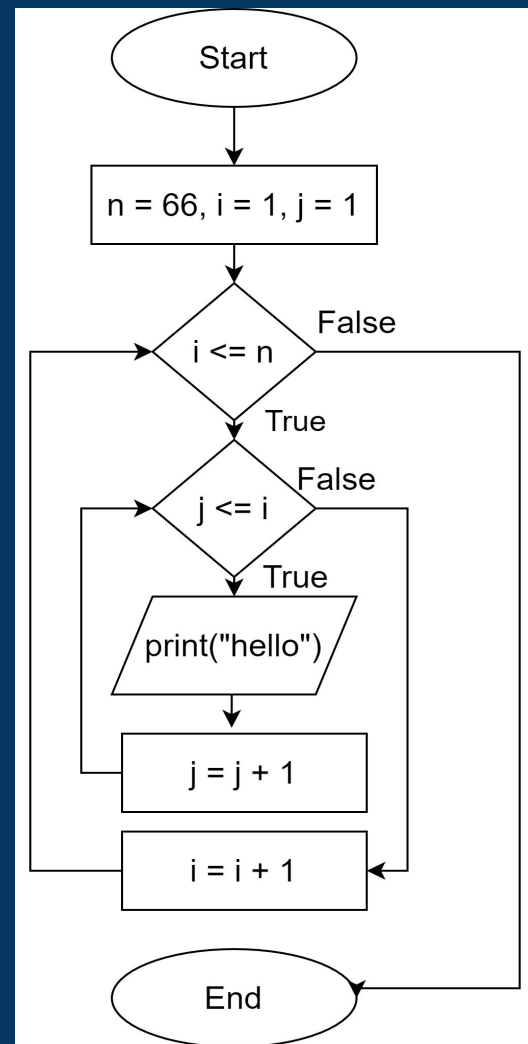 Start
n = 66, i = 1, j = 1
i <= n
False
True
j <= i
False
True
print("hello")
j = j + 1
i = i + 1
End